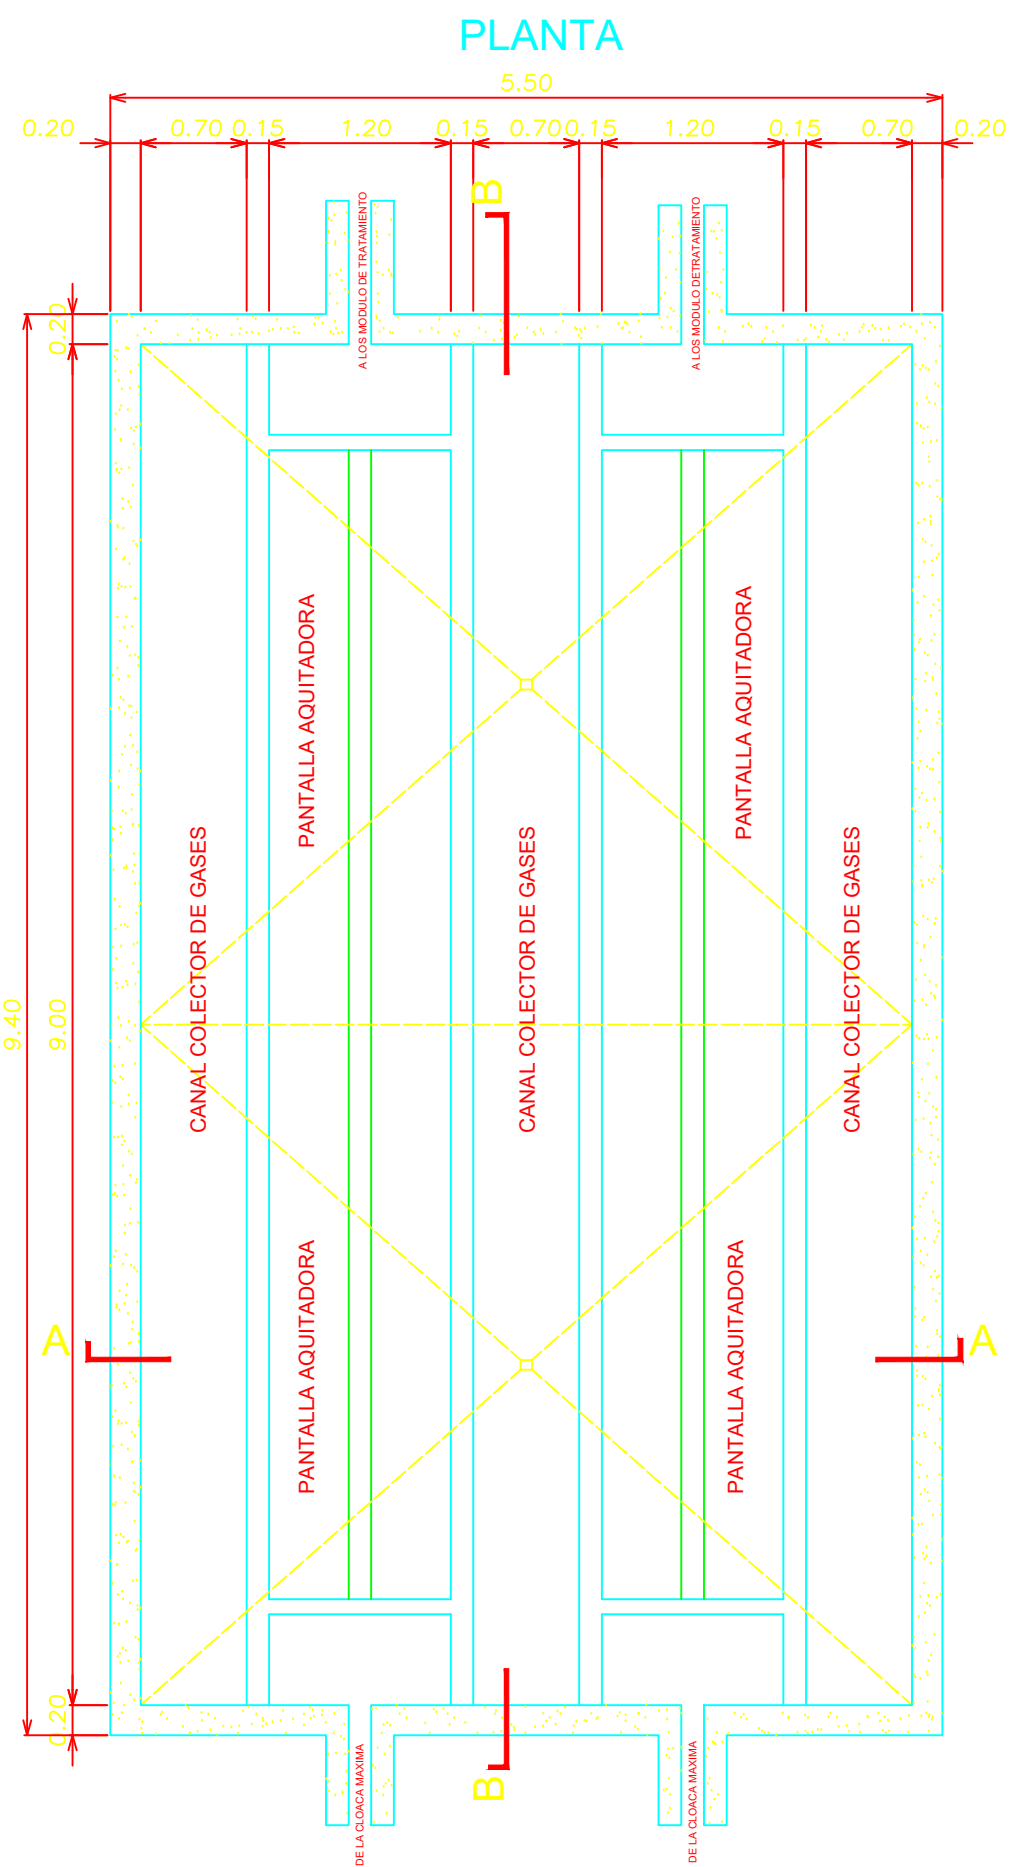 PLANTA
5.50
0.20 0.70 0.15 1.20 0.15 0.70 0.15 1.20 0.15 0.70 0.20
B
A LOS MODULO DE TRATAMIENTO
A LOS MODULO DETRATAMIENTO
0.20
PANTALLA AQUITADORA
PANTALLA AQUITADORA
CANAL COLECTOR DE GASES
CANAL COLECTOR DE GASES
CANAL COLECTOR DE GASES
9.40
9.00
PANTALLA AQUITADORA
PANTALLA AQUITADORA
A
A
0.20
B
DE LA CLOACA MAXIMA
DE LA CLOACA MAXIMA